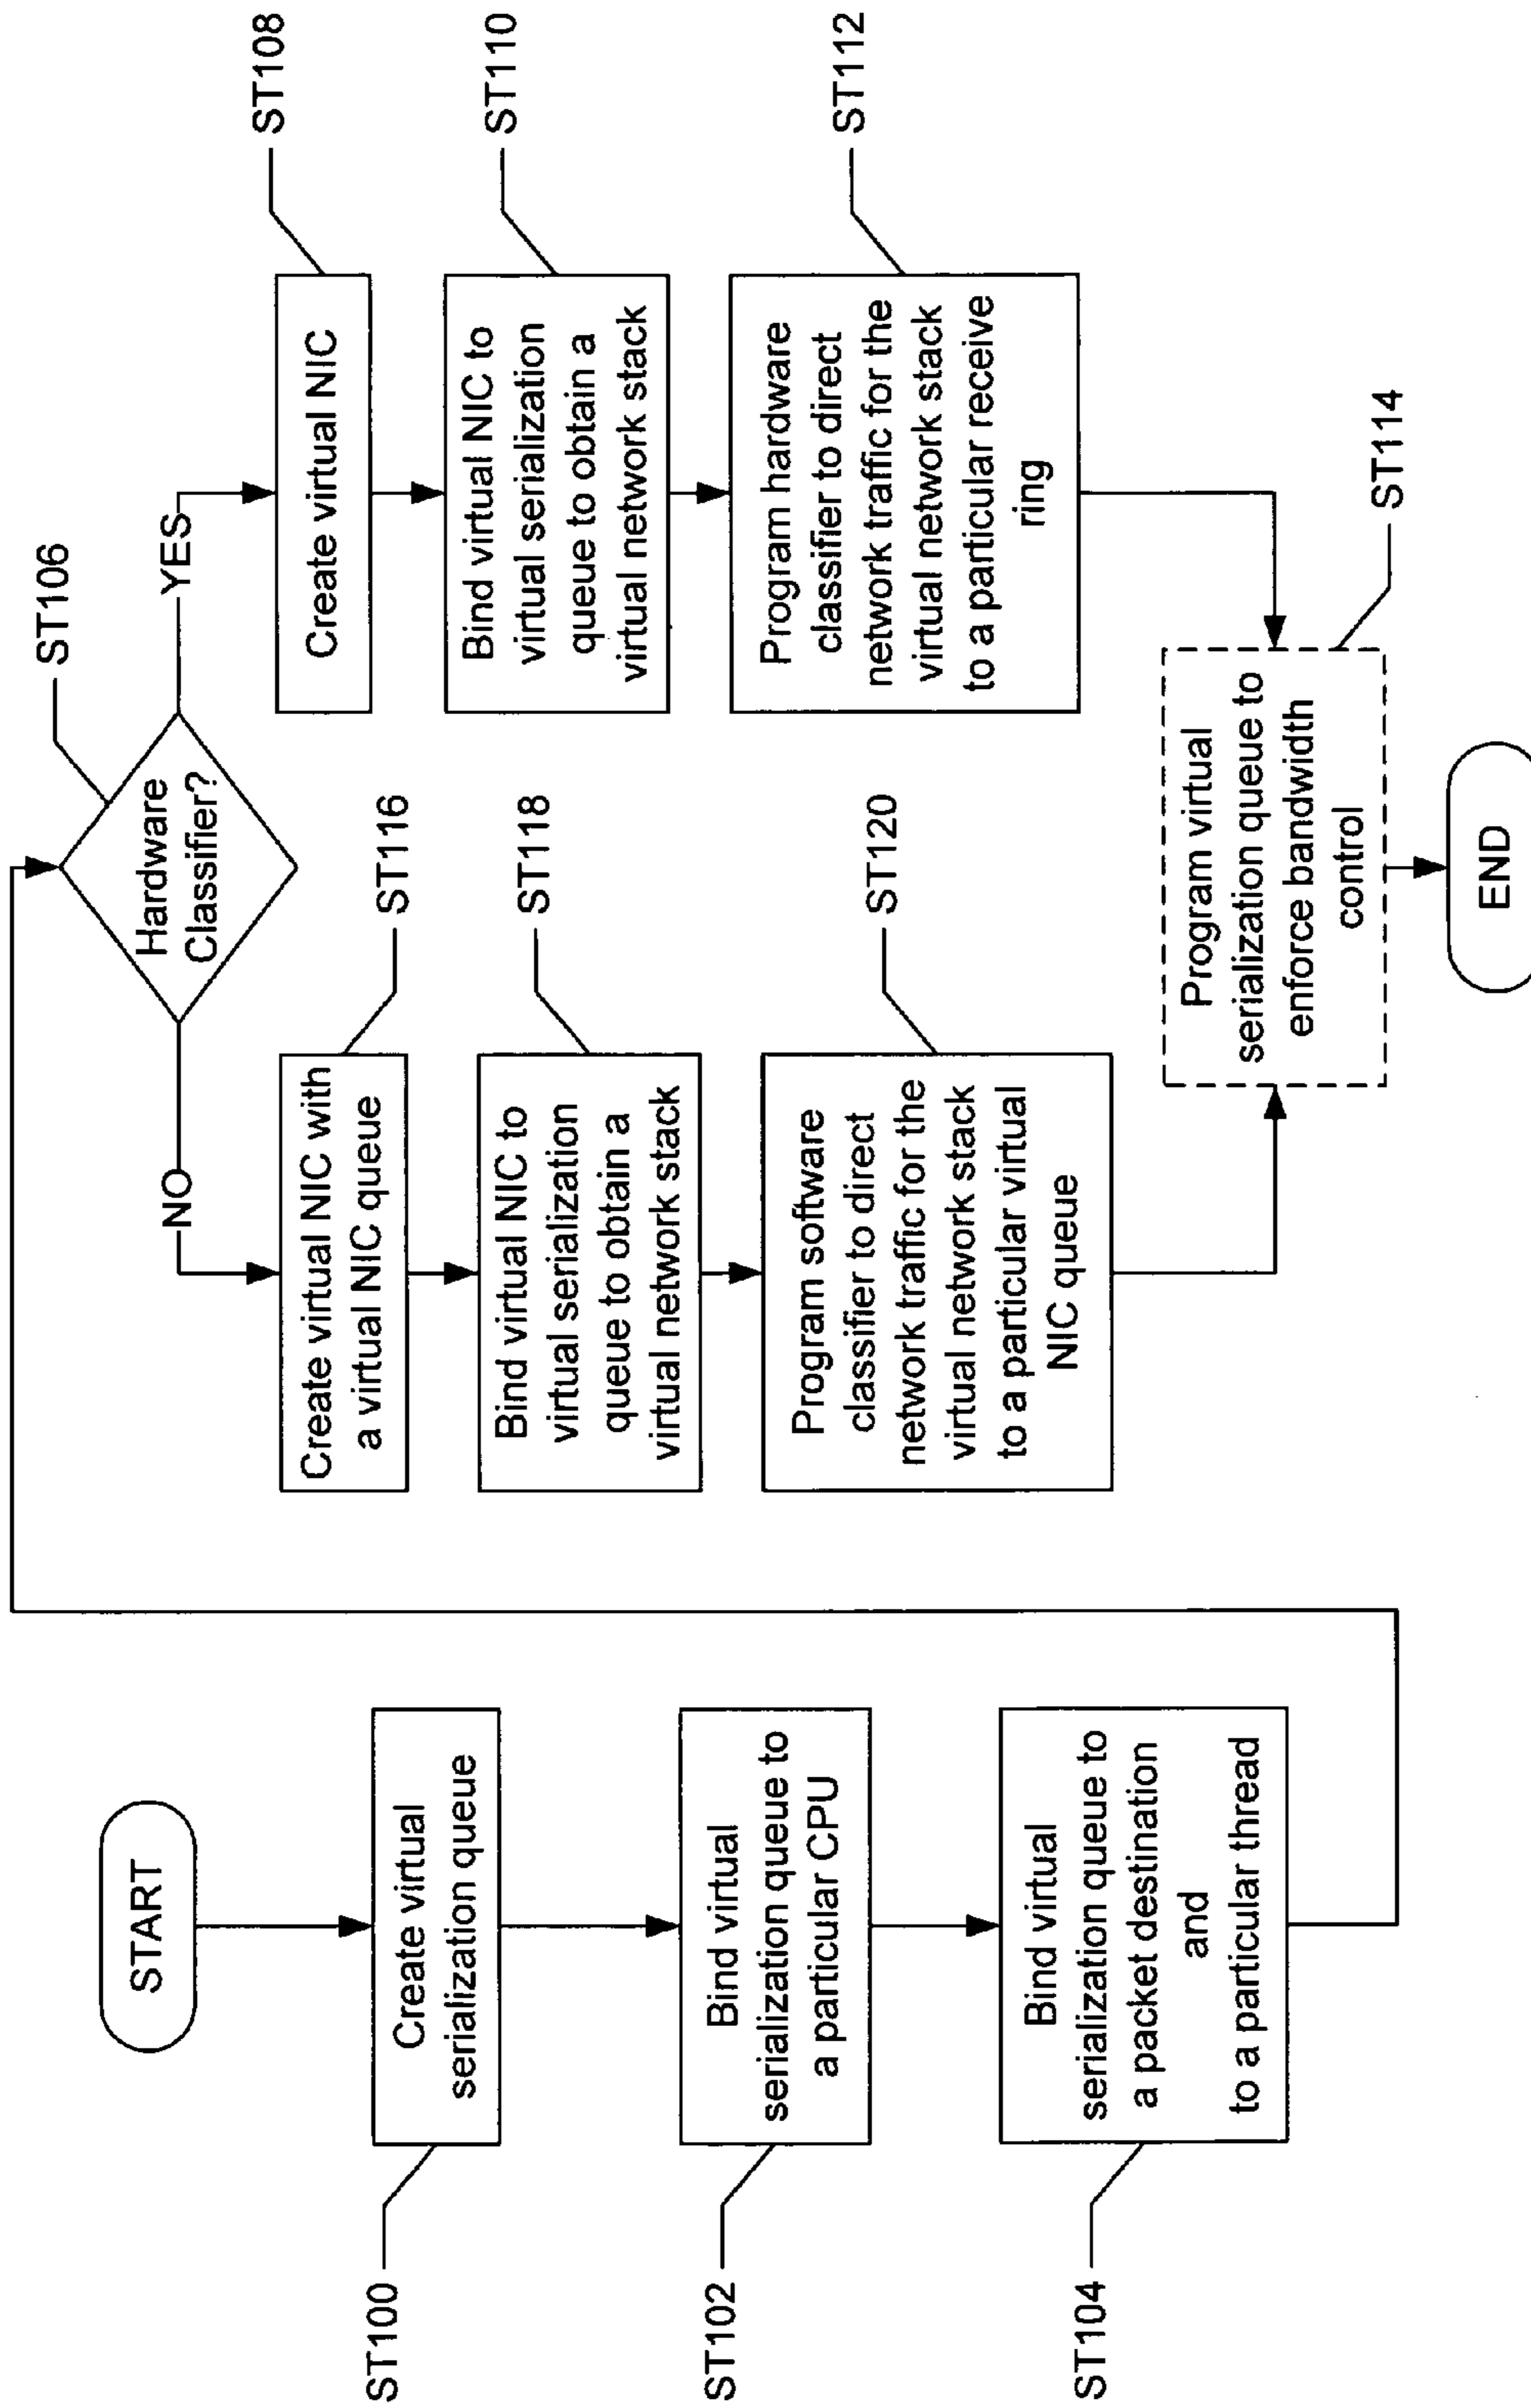 START
ST100
Create virtual
serialization queue
ST102
Bind virtual
serialization queue to
a particular CPU
ST104
Bind virtual
serialization queue to
a packet destination
and
to a particular thread
ST106
Hardware
Classifier?
NO
YES
ST116
Create virtual NIC with
a virtual NIC queue
ST118
Bind virtual NIC to
virtual serialization
queue to obtain a
virtual network stack
ST120
Program software
classifier to direct
network traffic for the
virtual network stack
to a particular virtual
NIC queue
ST108
Create virtual NIC
ST110
Bind virtual NIC to
virtual serialization
queue to obtain a
virtual network stack
ST112
Program hardware
classifier to direct
network traffic for the
virtual network stack
to a particular receive
ring
ST114
Program virtual
serialization queue to
enforce bandwidth
control
END